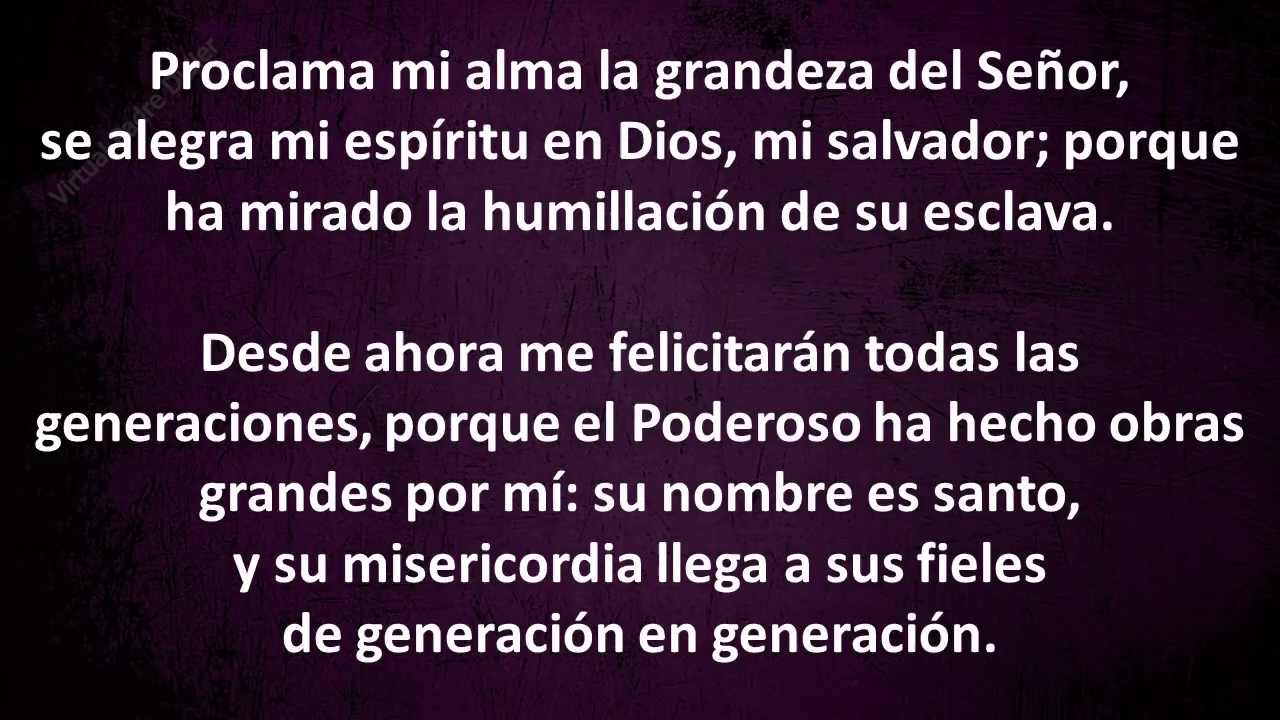 Proclama mi alma la grandeza del Señor,
se alegra mi espíritu en Dios, mi salvador; porque
ha mirado la humillación de su esclava.
Desde ahora me felicitarán todas las
generaciones, porque el Poderoso ha hecho obras
grandes por mí: su nombre es santo,
y su misericordia llega a sus fieles
de generación en generación.